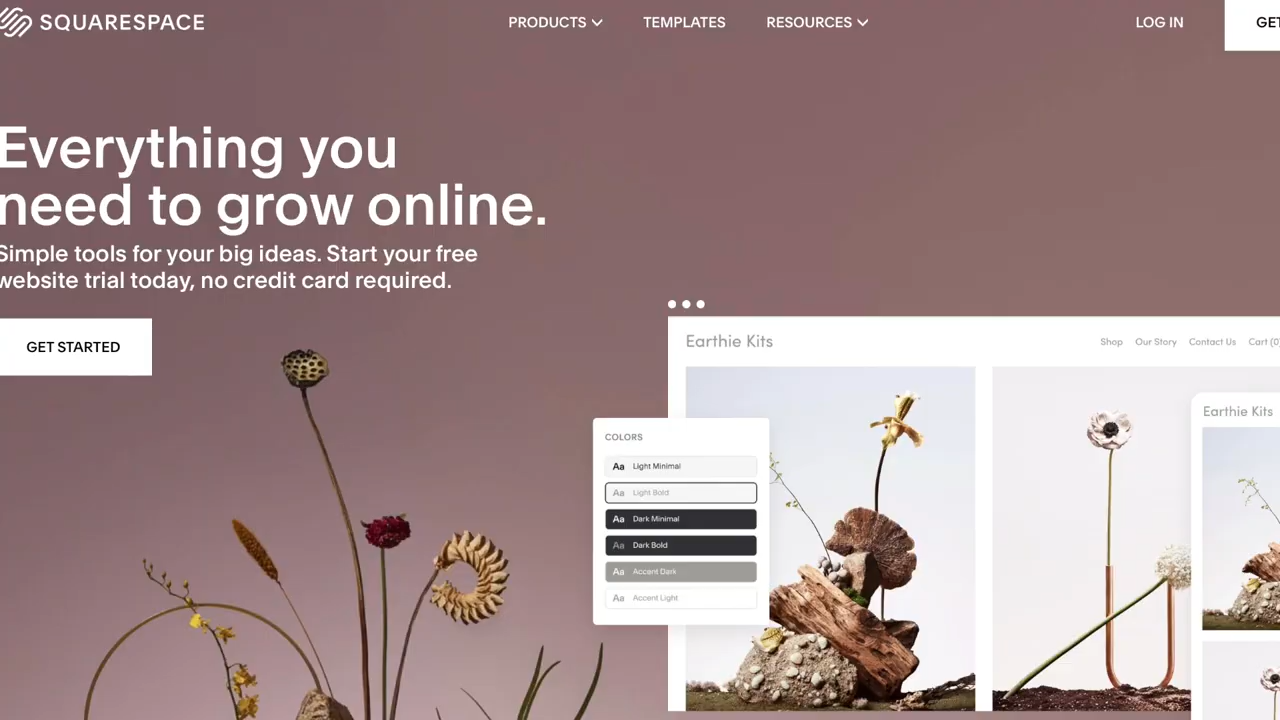 SQUARESPACE
PRODUCTS
TEMPLATES
RESOURCES
LOG IN
GET
Everything you
need to grow online.
Simple tools for your big ideas. Start your free
website trial today, no credit card required.
GET STARTED
Earthie Kits
Shop
Our Story
Contact Us
Cart (0)
Earthie Kits
COLORS
Aa Light Minimal
Aa Light Bold
Aa Dark Minimal
Aa Dark Bold
Aa Accent Dark
Aa Accent Light